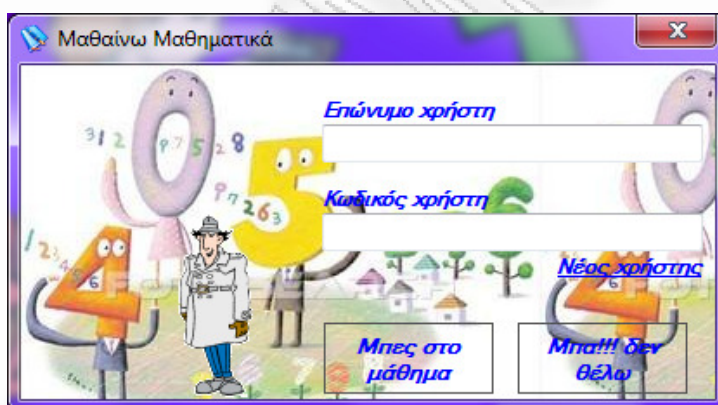 Μαθαίνω Μαθηματικά
Επώνυμο χρήστη
Κωδικός χρήστη
Νέος χρήστης
Μπες στο
μάθημα
Μπα!!! δεν
θέλω